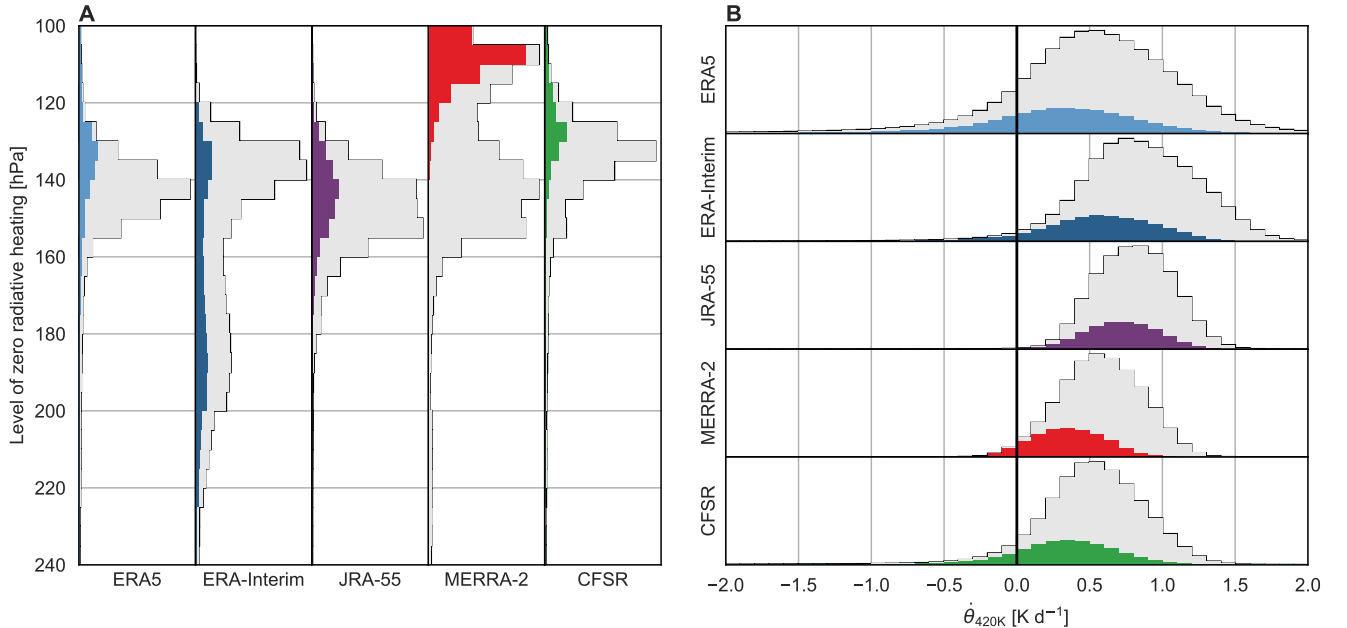 A
Level of zero radiative heating [hPa]
100
120
140
160
180
200
220
240
ERA5 ERA-Interim JRA-55 MERRA-2 CFSR
B
ERA5
ERA-Interim
JRA-55
MERRA-2
CFSR
−2.0 −1.5 −1.0 −0.5 0.0 0.5 1.0 1.5 2.0
θ̇₄₂₀K [K d⁻¹]